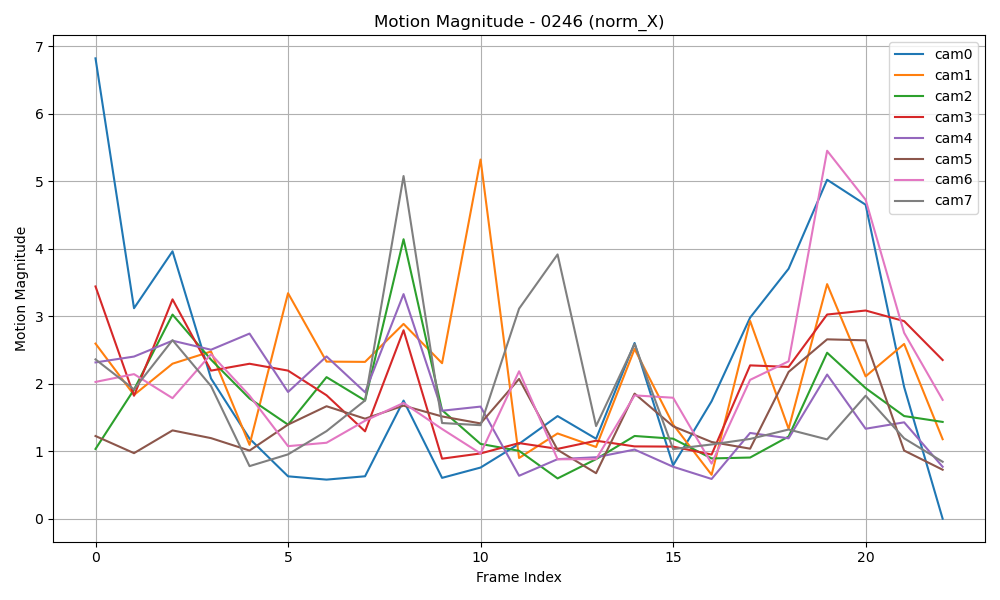 Motion Magnitude - 0246 (norm_X)
Motion Magnitude
7
6
5
4
3
2
1
0
cam0
cam1
cam2
cam3
cam4
cam5
cam6
cam7
0 5 10 15 20
Frame Index